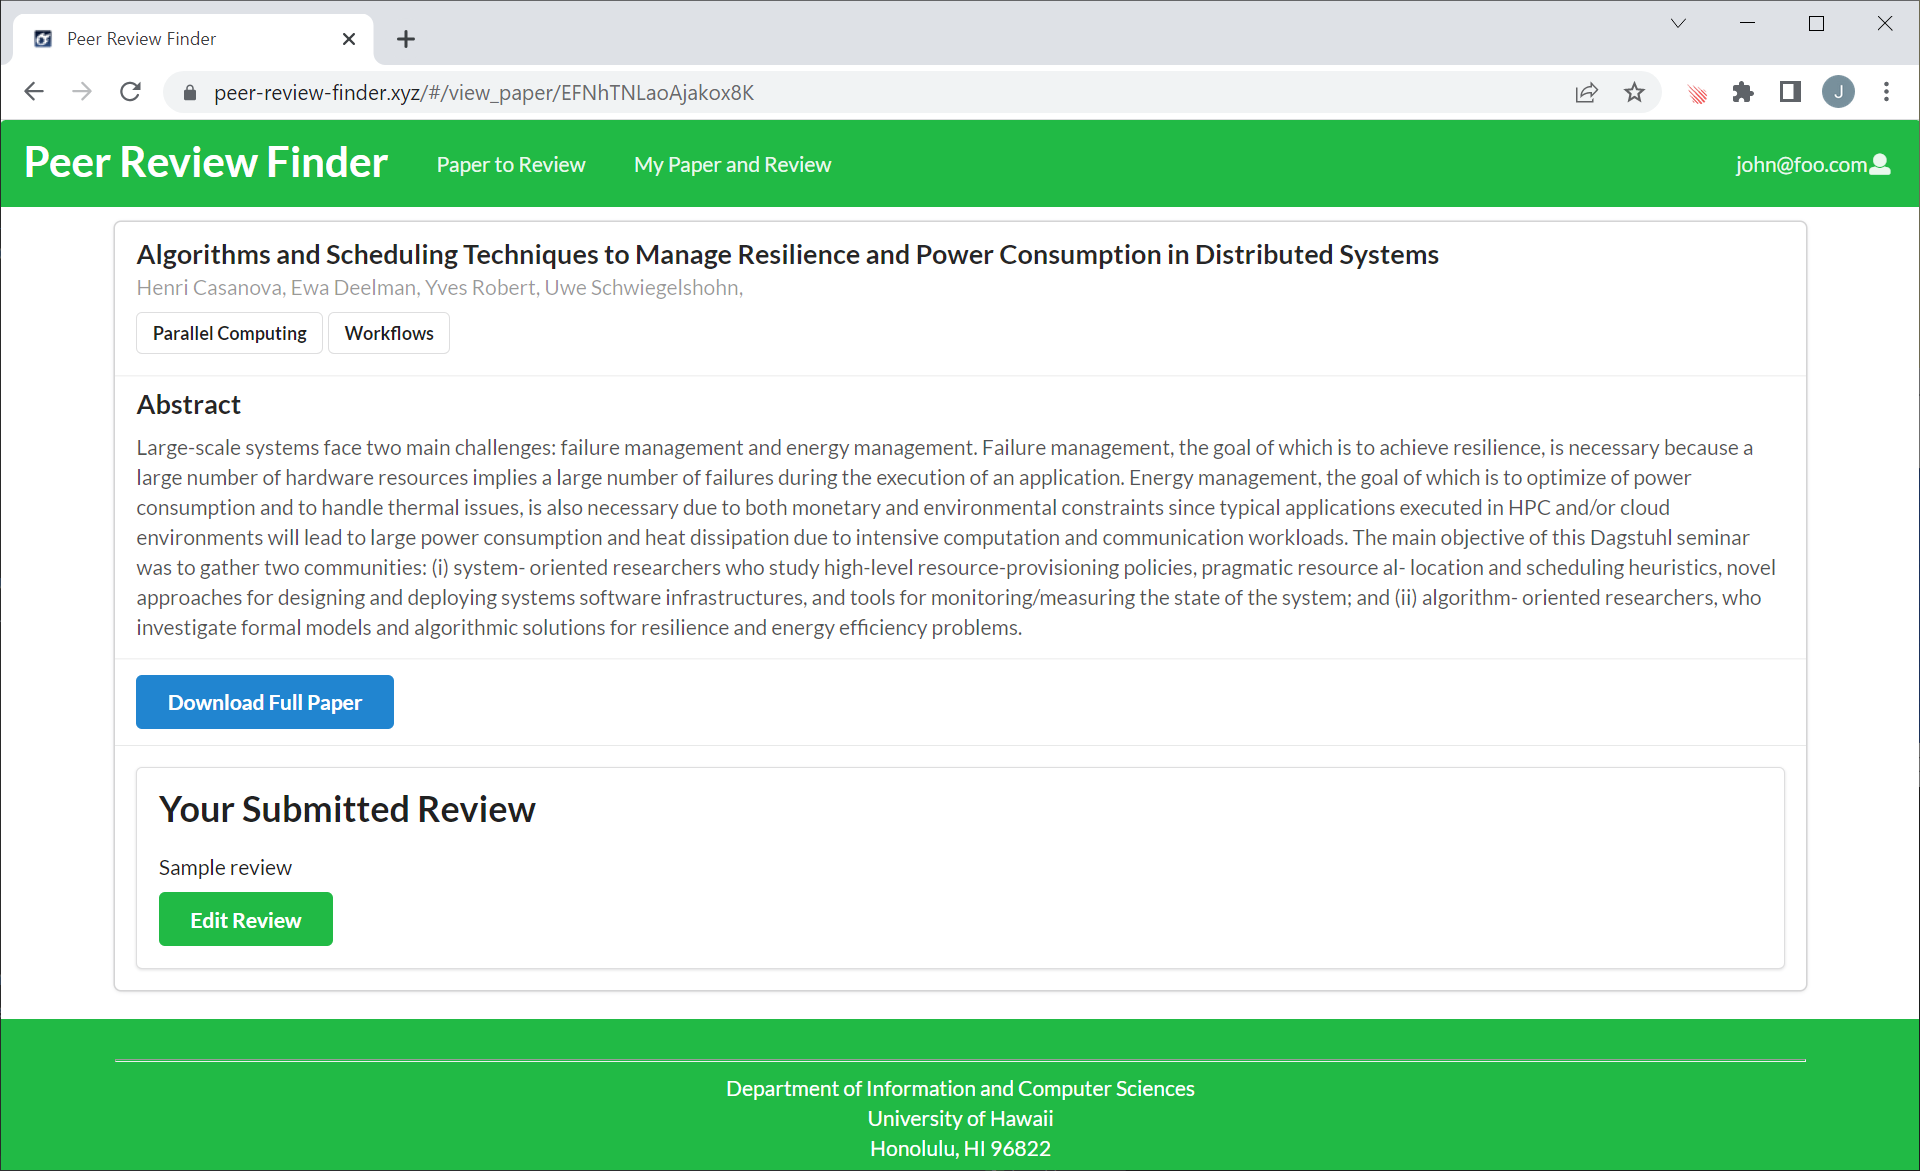 Peer Review Finder
peer-review-finder.xyz/#/view_paper/EFNhTNLaoAjakox8K
J
Peer Review Finder
Paper to Review
My Paper and Review
john@foo.com
Algorithms and Scheduling Techniques to Manage Resilience and Power Consumption in Distributed Systems
Henri Casanova, Ewa Deelman, Yves Robert, Uwe Schwiegelshohn,
Parallel Computing
Workflows
Abstract
Large-scale systems face two main challenges: failure management and energy management. Failure management, the goal of which is to achieve resilience, is necessary because a
large number of hardware resources implies a large number of failures during the execution of an application. Energy management, the goal of which is to optimize of power
consumption and to handle thermal issues, is also necessary due to both monetary and environmental constraints since typical applications executed in HPC and/or cloud
environments will lead to large power consumption and heat dissipation due to intensive computation and communication workloads. The main objective of this Dagstuhl seminar
was to gather two communities: (i) system- oriented researchers who study high-level resource-provisioning policies, pragmatic resource al- location and scheduling heuristics, novel
approaches for designing and deploying systems software infrastructures, and tools for monitoring/measuring the state of the system; and (ii) algorithm- oriented researchers, who
investigate formal models and algorithmic solutions for resilience and energy efficiency problems.
Download Full Paper
Your Submitted Review
Sample review
Edit Review
Department of Information and Computer Sciences
University of Hawaii
Honolulu, HI 96822